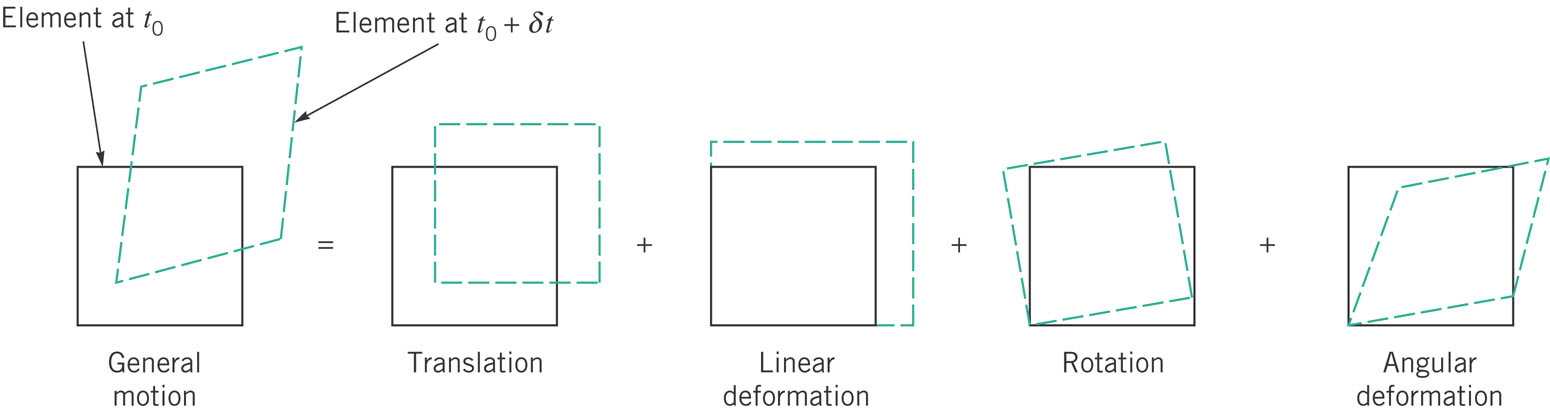 Element at t₀
Element at t₀ + δt
=
+
+
+
General
motion
Translation
Linear
deformation
Rotation
Angular
deformation